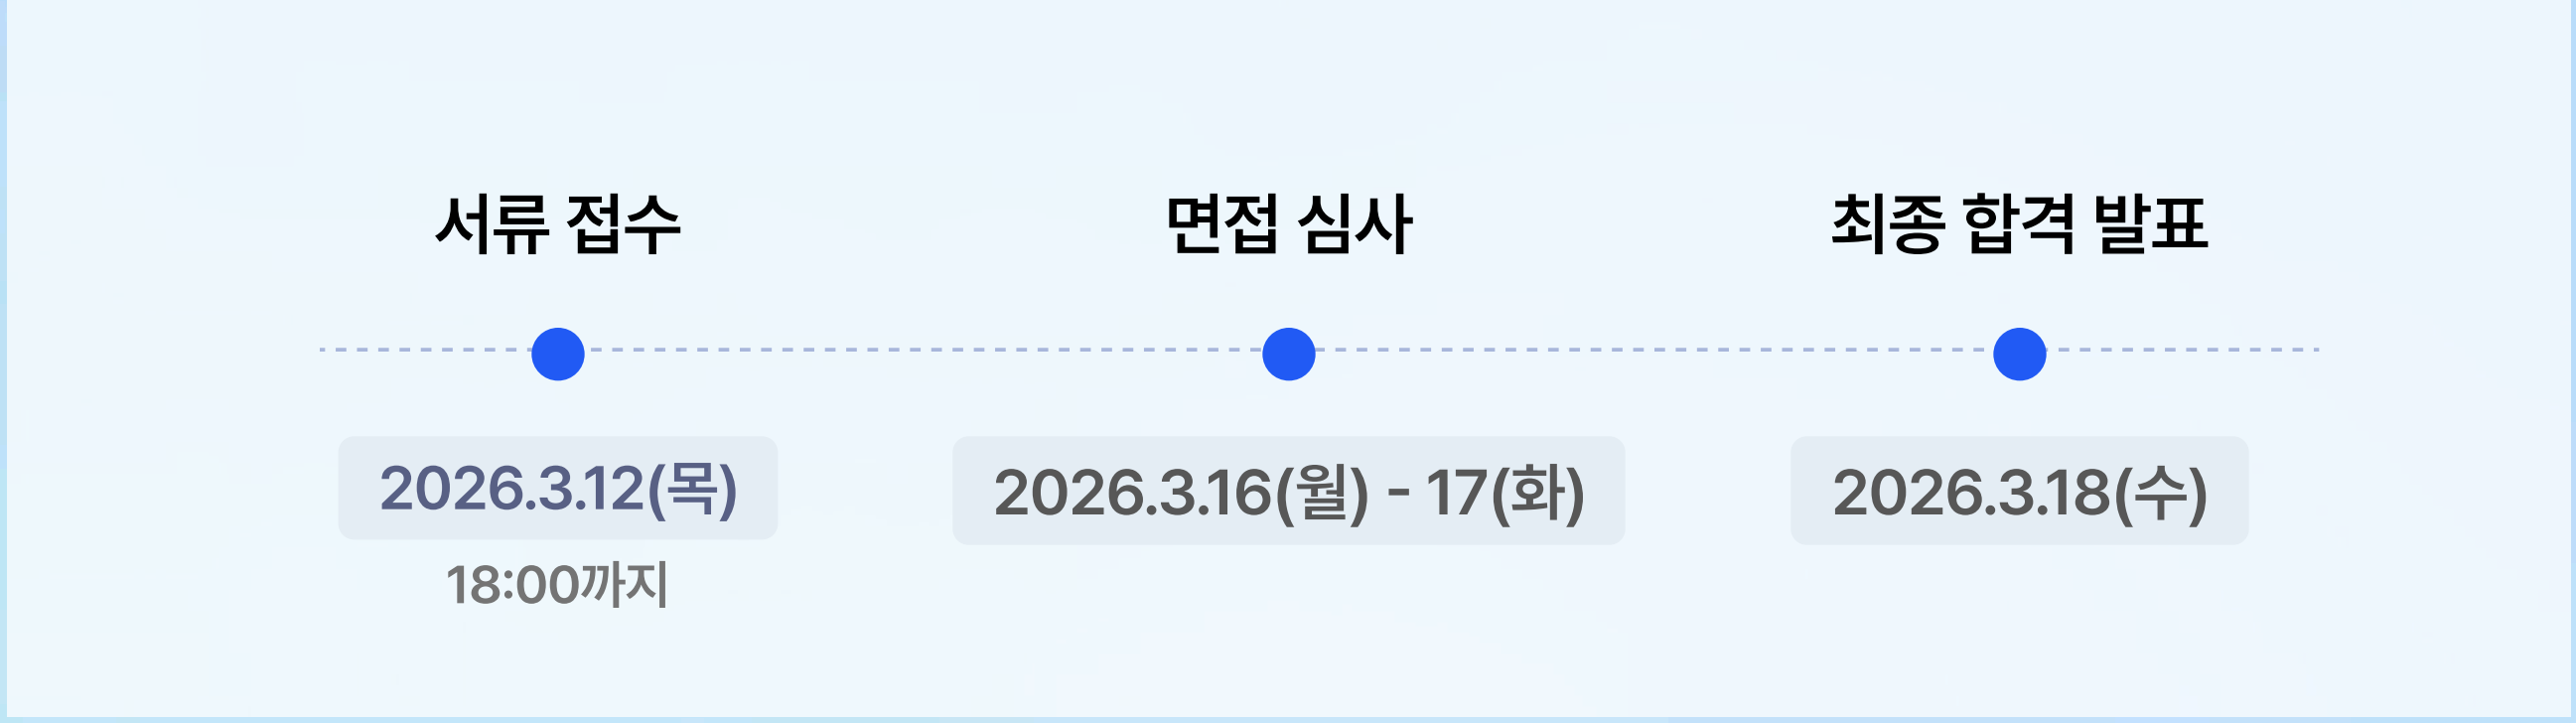 서류 접수
면접 심사
최종 합격 발표
2026.3.12(목)
2026.3.16(월) - 17(화)
2026.3.18(수)
18:00까지